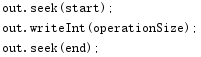 out.seek(start);
out.writeInt(operationSize);
out.seek(end);